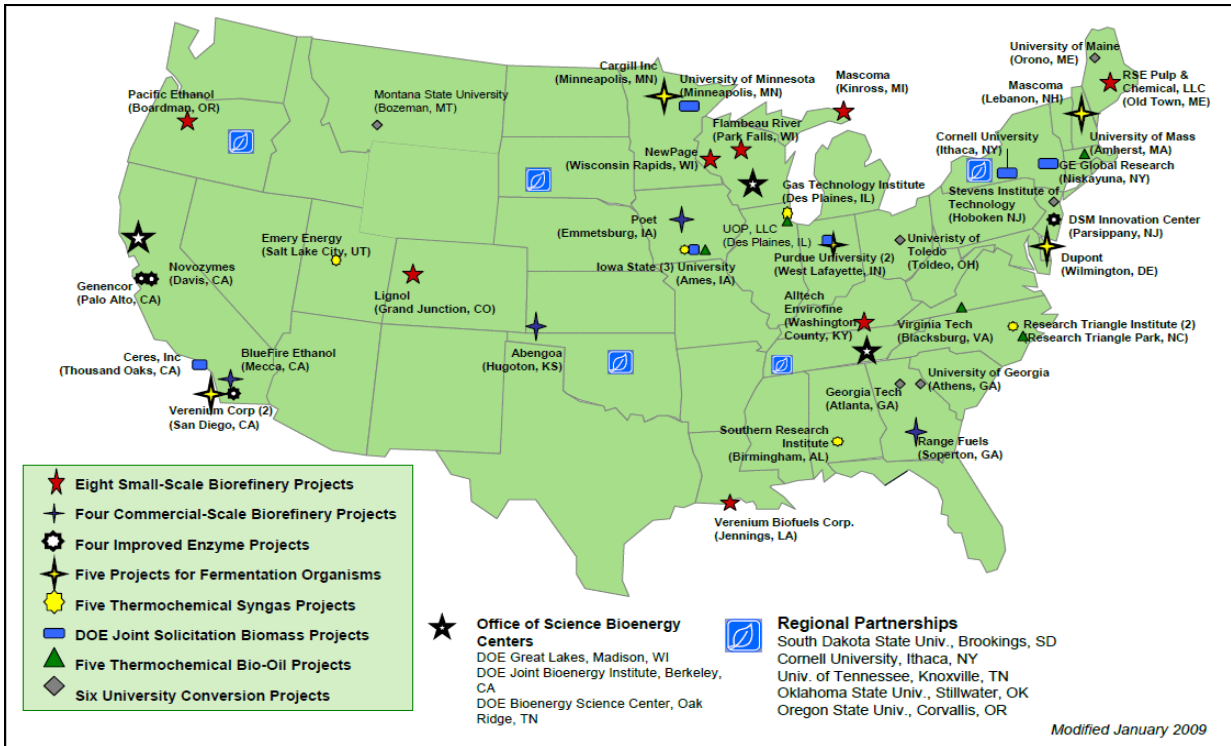 University of Maine
(Orono, ME)
Cargill Inc
(Minneapolis, MN)
University of Minnesota
(Minneapolis, MN)
Mascoma
(Kinross, MI)
RSE Pulp &
Chemical, LLC
(Old Town, ME)
Mascoma
(Lebanon, NH)
Pacific Ethanol
(Boardman, OR)
Montana State University
(Bozeman, MT)
Flambeau River
(Park Falls, WI)
Cornell University
(Ithaca, NY)
University of Mass
(Amherst, MA)
NewPage
(Wisconsin Rapids, WI)
GE Global Research
(Niskayuna, NY)
Gas Technology Institute
(Des Plaines, IL)
Stevens Institute of
Technology
(Hoboken NJ)
Poet
(Emmetsburg, IA)
UOP, LLC
(Des Plaines, IL)
DSM Innovation Center
(Parsippany, NJ)
Emery Energy
(Salt Lake City, UT)
Univeristy of
Toledo
(Toldeo, OH)
Purdue University (2)
(West Lafayette, IN)
Dupont
(Wilmington, DE)
Iowa State (3) University
(Ames, IA)
Novozymes
(Davis, CA)
Genencor
(Palo Alto, CA)
Lignol
(Grand Junction, CO)
Alltech
Envirofine
(Washington
County, KY)
Virginia Tech
(Blacksburg, VA)
Research Triangle Institute (2)
(Research Triangle Park, NC)
Ceres, Inc
(Thousand Oaks, CA)
BlueFire Ethanol
(Mecca, CA)
Abengoa
(Hugoton, KS)
University of Georgia
(Athens, GA)
Georgia Tech
(Atlanta, GA)
Verenium Corp (2)
(San Diego, CA)
Southern Research
Institute
(Birmingham, AL)
Range Fuels
(Soperton, GA)
Verenium Biofuels Corp.
(Jennings, LA)
Eight Small-Scale Biorefinery Projects
Four Commercial-Scale Biorefinery Projects
Four Improved Enzyme Projects
Five Projects for Fermentation Organisms
Five Thermochemical Syngas Projects
DOE Joint Solicitation Biomass Projects
Five Thermochemical Bio-Oil Projects
Six University Conversion Projects
Office of Science Bioenergy
Centers
DOE Great Lakes, Madison, WI
DOE Joint Bioenergy Institute, Berkeley,
CA
DOE Bioenergy Science Center, Oak
Ridge, TN
Regional Partnerships
South Dakota State Univ., Brookings, SD
Cornell University, Ithaca, NY
Univ. of Tennessee, Knoxville, TN
Oklahoma State Univ., Stillwater, OK
Oregon State Univ., Corvallis, OR
Modified January 2009